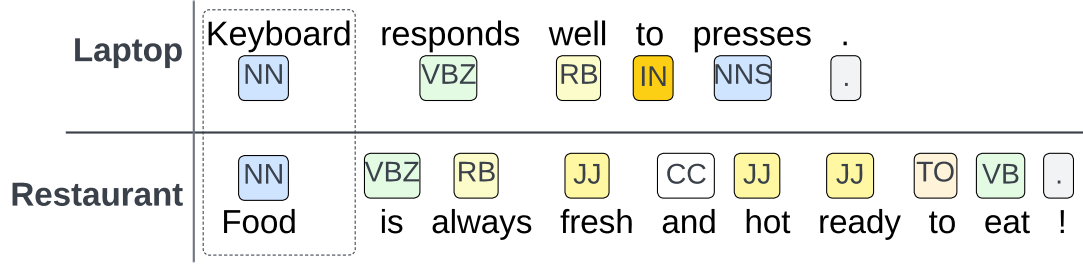 Laptop
Keyboard responds well to presses .
NN VBZ RB IN NNS .
Restaurant
NN VBZ RB JJ CC JJ JJ TO VB .
Food is always fresh and hot ready to eat !